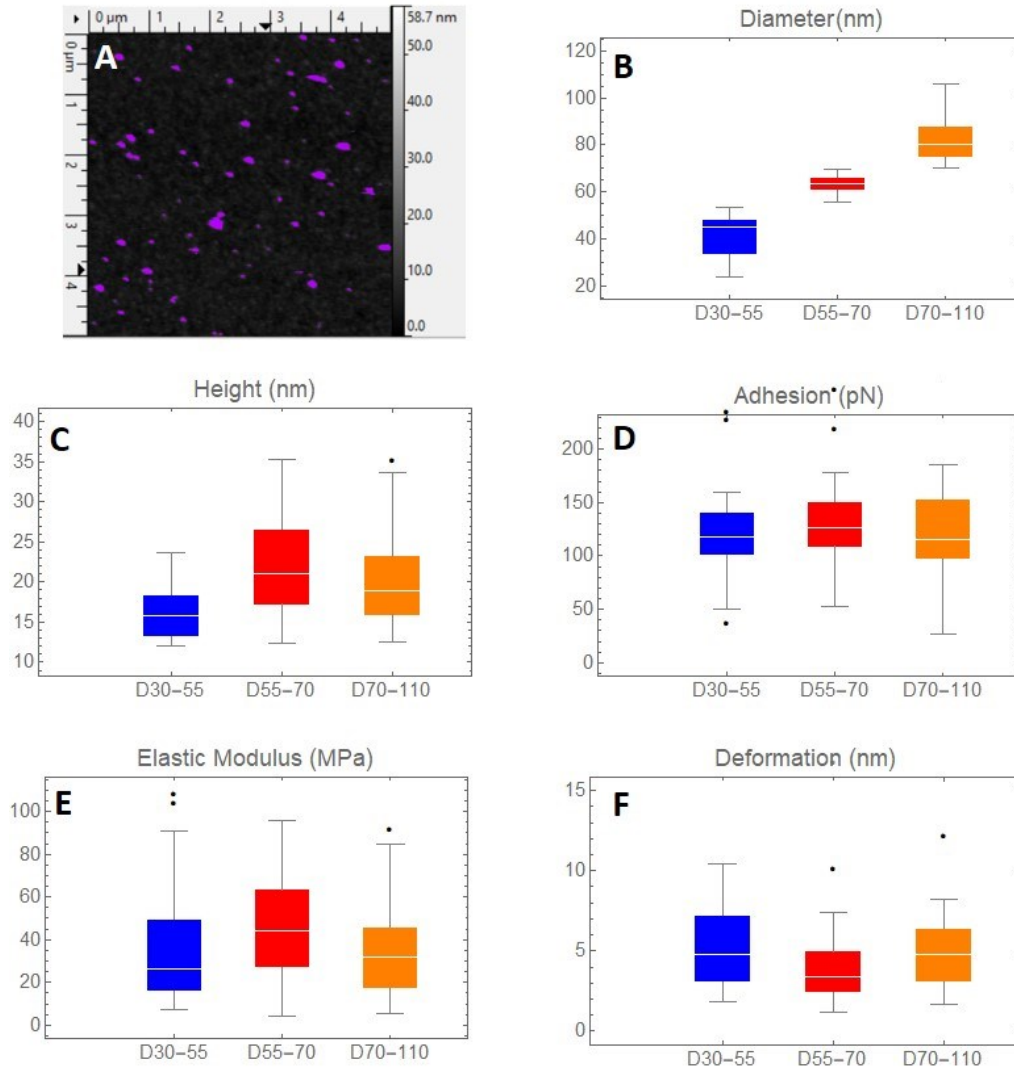 0 µm 1 2 3 4
58.7 nm
50.0
40.0
30.0
20.0
10.0
0.0
0 µm
1
2
3
4
A
Diameter(nm)
B
120
100
80
60
40
20
D30–55 D55–70 D70–110
Height (nm)
C
40
35
30
25
20
15
10
D30–55 D55–70 D70–110
Adhesion (pN)
D
200
150
100
50
0
D30–55 D55–70 D70–110
Elastic Modulus (MPa)
E
100
80
60
40
20
0
D30–55 D55–70 D70–110
Deformation (nm)
F
15
10
5
0
D30–55 D55–70 D70–110